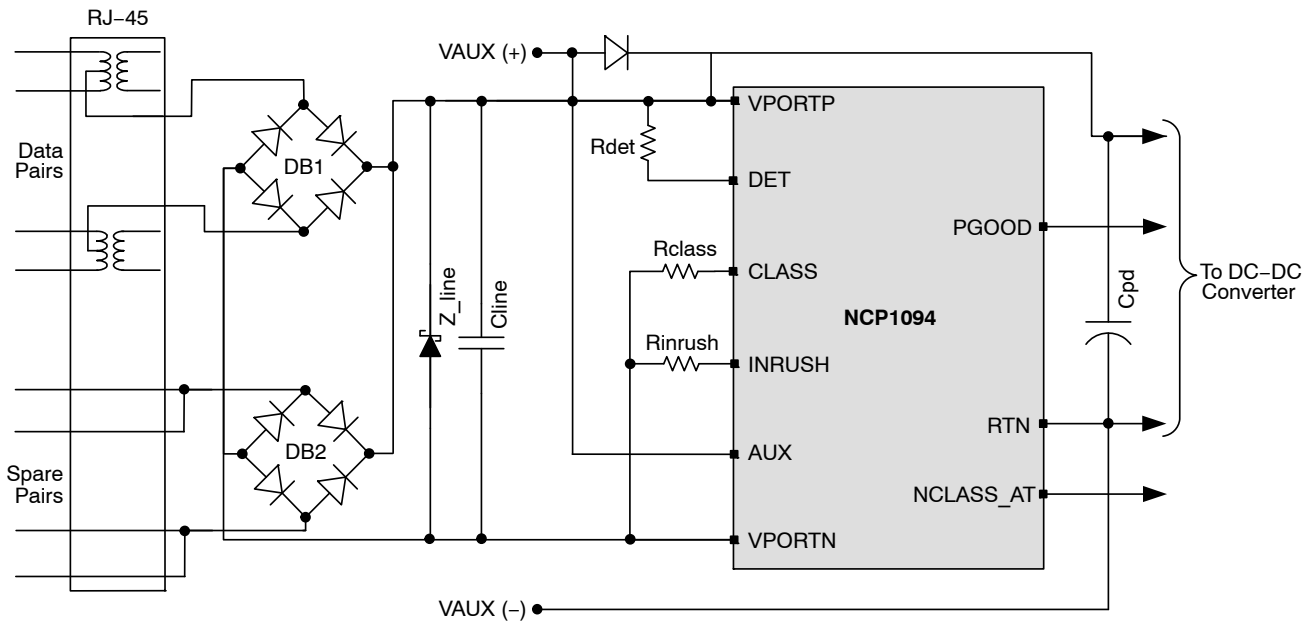 RJ−45
VAUX (+)
VPORTP
Data
Pairs
DB1
Rdet
DET
PGOOD
Rclass
CLASS
Z_line
Cline
To DC−DC
Converter
Cpd
NCP1094
Rinrush
INRUSH
RTN
DB2
AUX
Spare
Pairs
NCLASS_AT
VPORTN
VAUX (−)